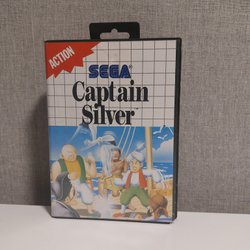 ACTION
SEGA
Captain
Silver